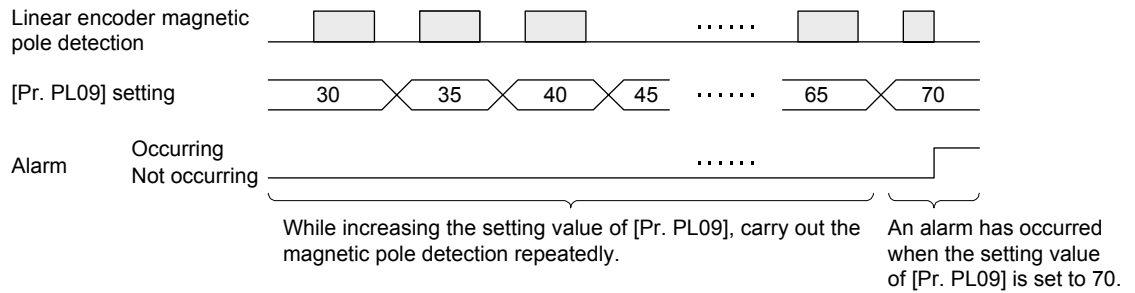 Linear encoder magnetic
pole detection
[Pr. PL09] setting
30 35 40 45 ...... 65 70
Alarm
Occurring
Not occurring
While increasing the setting value of [Pr. PL09], carry out the
magnetic pole detection repeatedly.
An alarm has occurred
when the setting value
of [Pr. PL09] is set to 70.